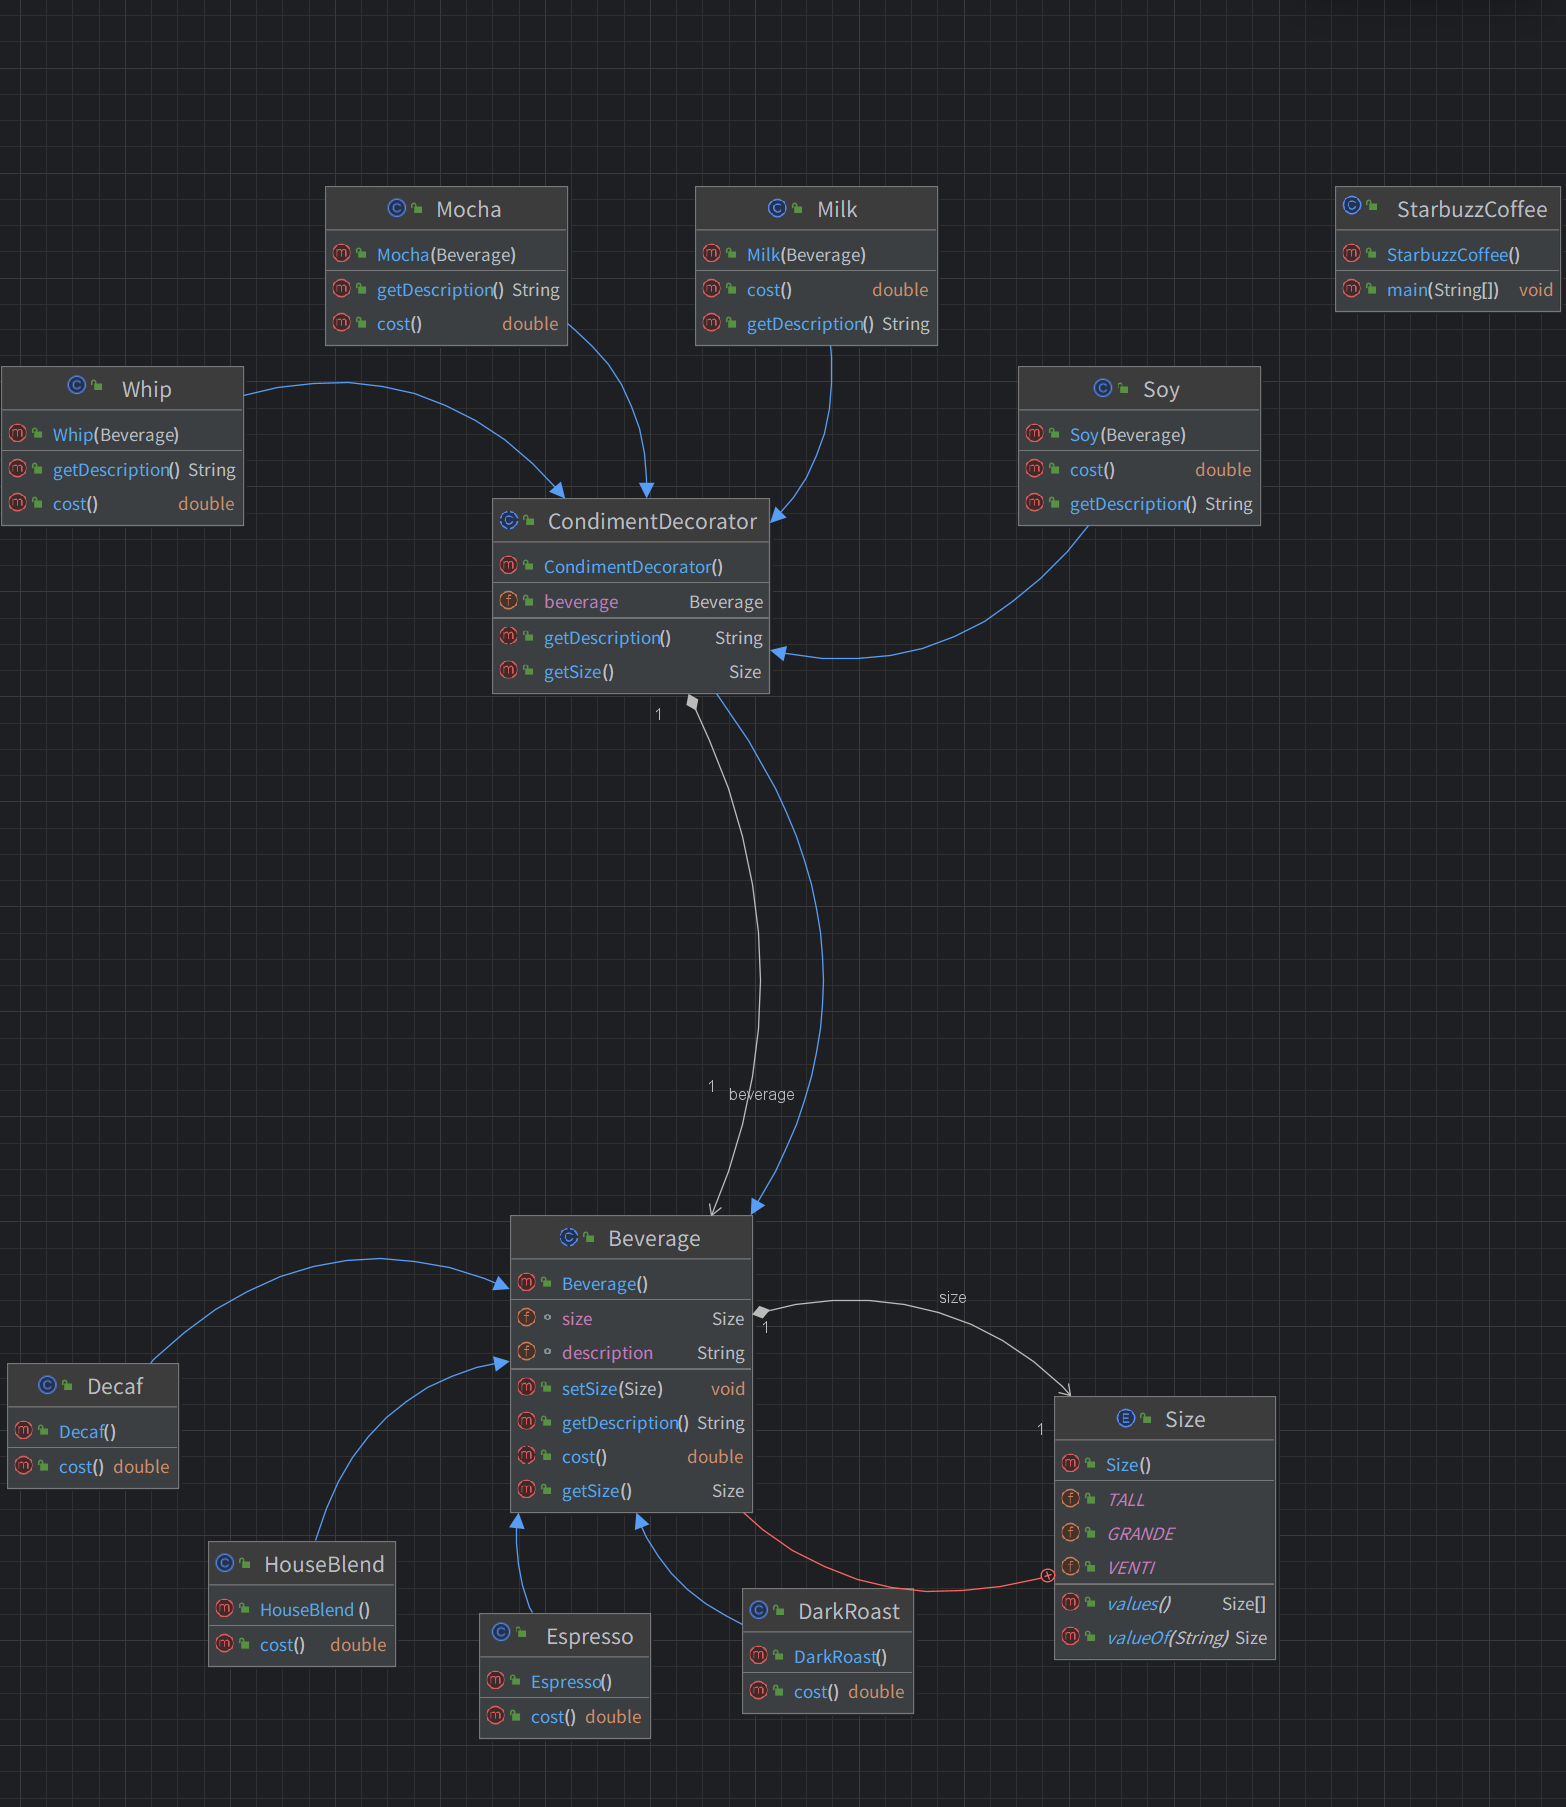 Mocha
Mocha(Beverage)
getDescription() String
cost() double
Milk
Milk(Beverage)
cost() double
getDescription() String
StarbuzzCoffee
StarbuzzCoffee()
main(String[]) void
Whip
Whip(Beverage)
getDescription() String
cost() double
Soy
Soy(Beverage)
cost() double
getDescription() String
CondimentDecorator
CondimentDecorator()
beverage Beverage
getDescription() String
getSize() Size
1
1
beverage
Beverage
Beverage()
size Size
description String
setSize(Size) void
getDescription() String
cost() double
getSize() Size
size
1
1
Decaf
Decaf()
cost() double
Size
Size()
TALL
GRANDE
VENTI
values() Size[]
valueOf(String) Size
HouseBlend
HouseBlend ()
cost() double
Espresso
Espresso()
cost() double
DarkRoast
DarkRoast()
cost() double